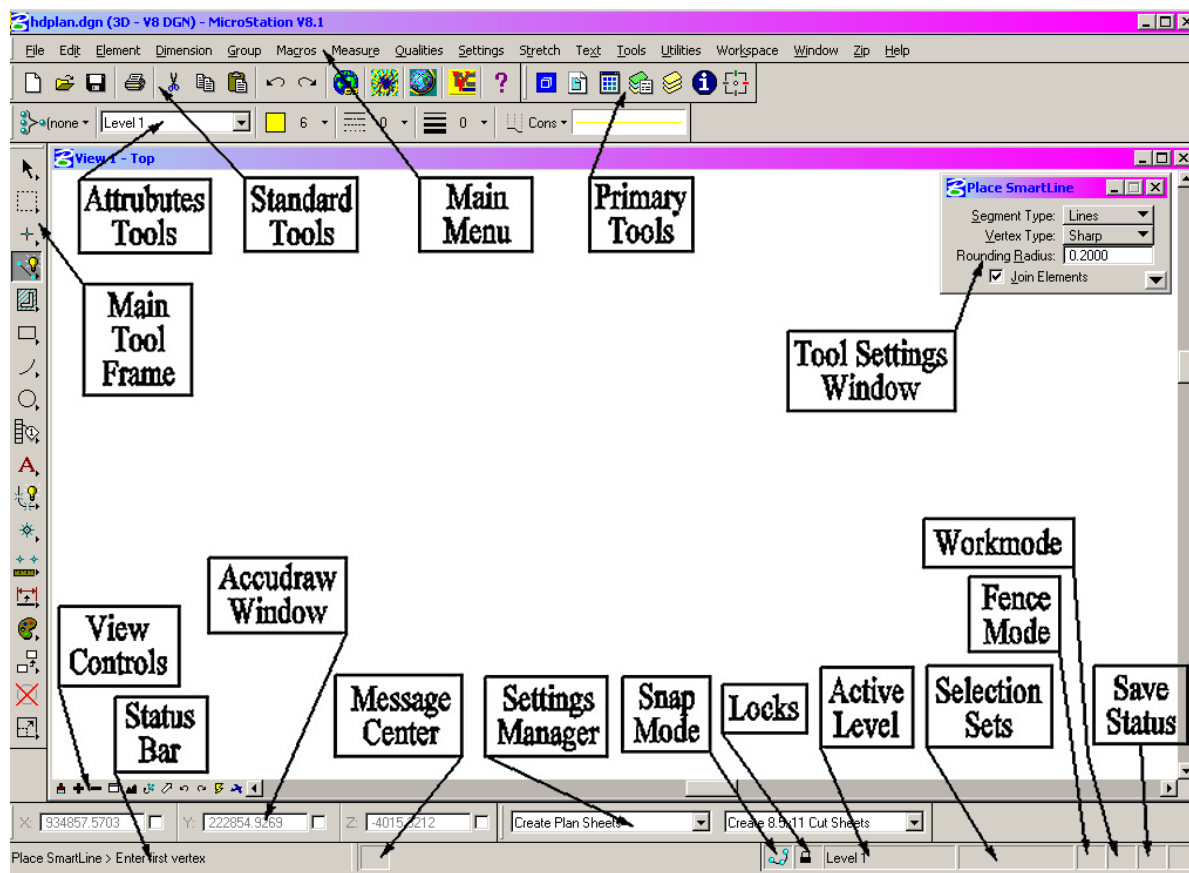 hdplan.dgn (3D - V8 DGN) - MicroStation V8.1
File Edit Element Dimension Group Macros Measure Qualities Settings Stretch Text Tools Utilities Workspace Window Zip Help
(none Level 1 6 0 0 Cons
View 1 - Top
Attrubutes
Tools
Standard
Tools
Main
Menu
Primary
Tools
Place SmartLine
Segment Type: Lines
Vertex Type: Sharp
Rounding Radius: 0.2000
Join Elements
Main
Tool
Frame
Tool Settings
Window
Workmode
Accudraw
Window
Fence
Mode
View
Controls
Status
Bar
Message
Center
Settings
Manager
Snap
Mode
Locks
Active
Level
Selection
Sets
Save
Status
X: 934857.5703 Y: 222854.9269 Z: -4015.3212 Create Plan Sheets Create 8.5x11 Cut Sheets
Place SmartLine > Enter first vertex Level 1